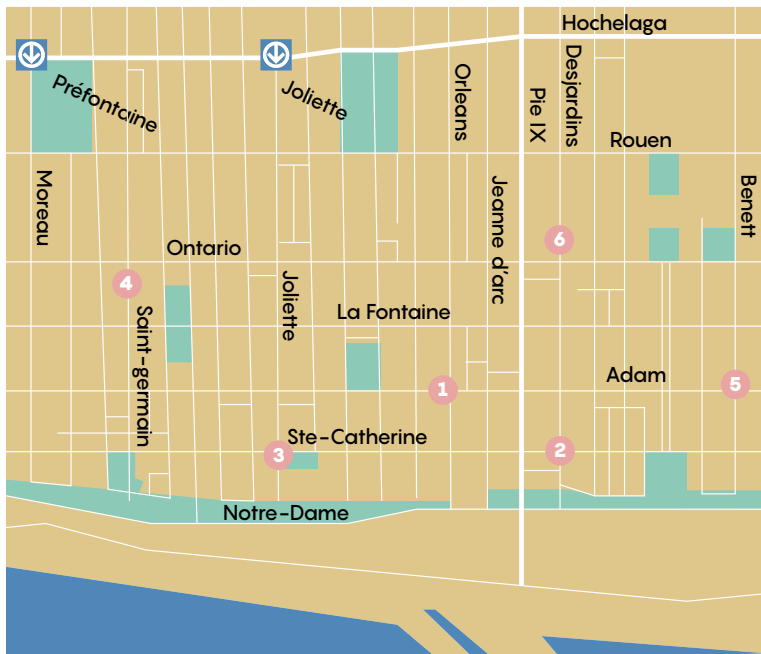 Hochelaga
Préfontaine
Joliette
Orleans
Pie IX
Desjardins
Rouen
Moreau
Jeanne d'arc
Benett
Ontario
6
4
Saint-germain
Joliette
La Fontaine
Adam
5
1
Ste-Catherine
3
2
Notre-Dame